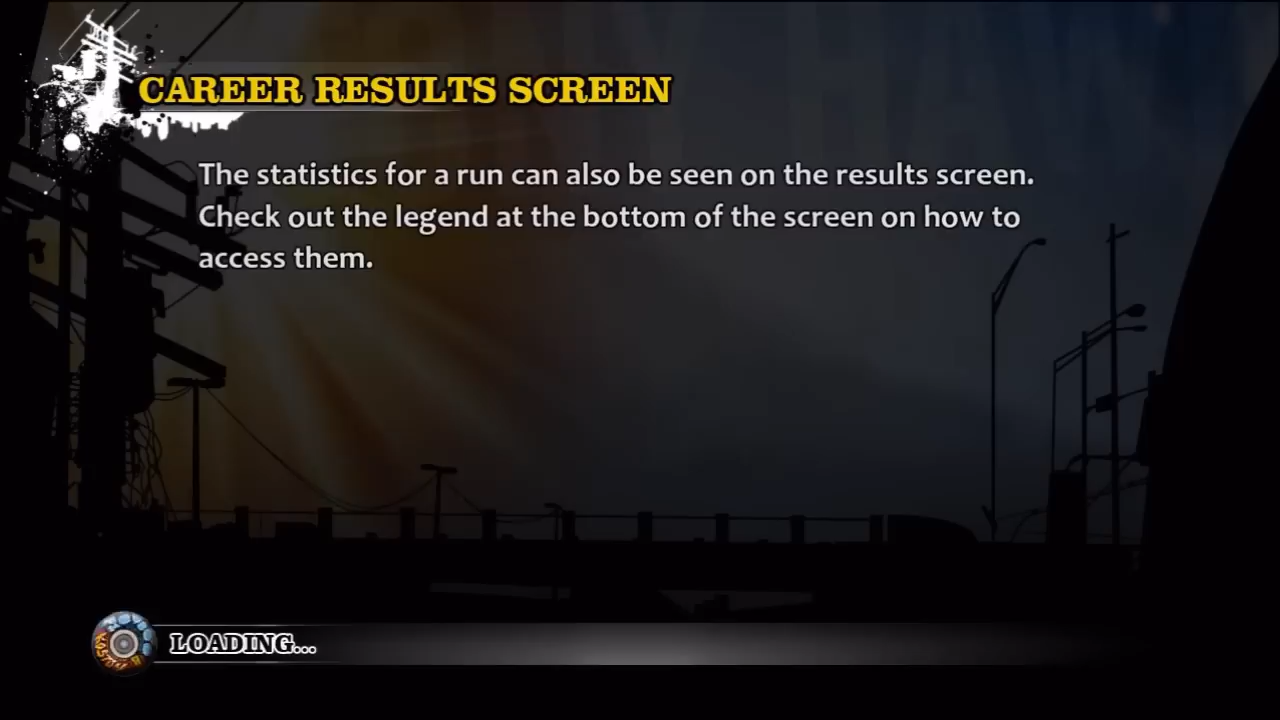 CAREER RESULTS SCREEN
The statistics for a run can also be seen on the results screen.
Check out the legend at the bottom of the screen on how to
access them.
LOADING...